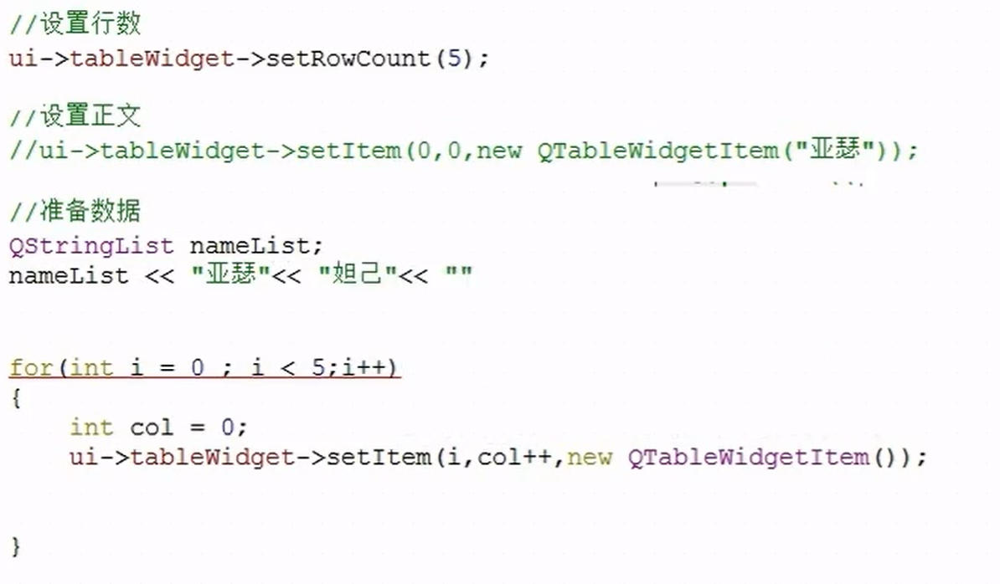 //设置行数
ui->tableWidget->setRowCount(5);
//设置正文
//ui->tableWidget->setItem(0,0,new QTableWidgetItem("亚瑟"));
//准备数据
QStringList nameList;
nameList << "亚瑟"<< "妲己"<< ""
for(int i = 0 ; i < 5;i++)
{
    int col = 0;
    ui->tableWidget->setItem(i,col++,new QTableWidgetItem());
}